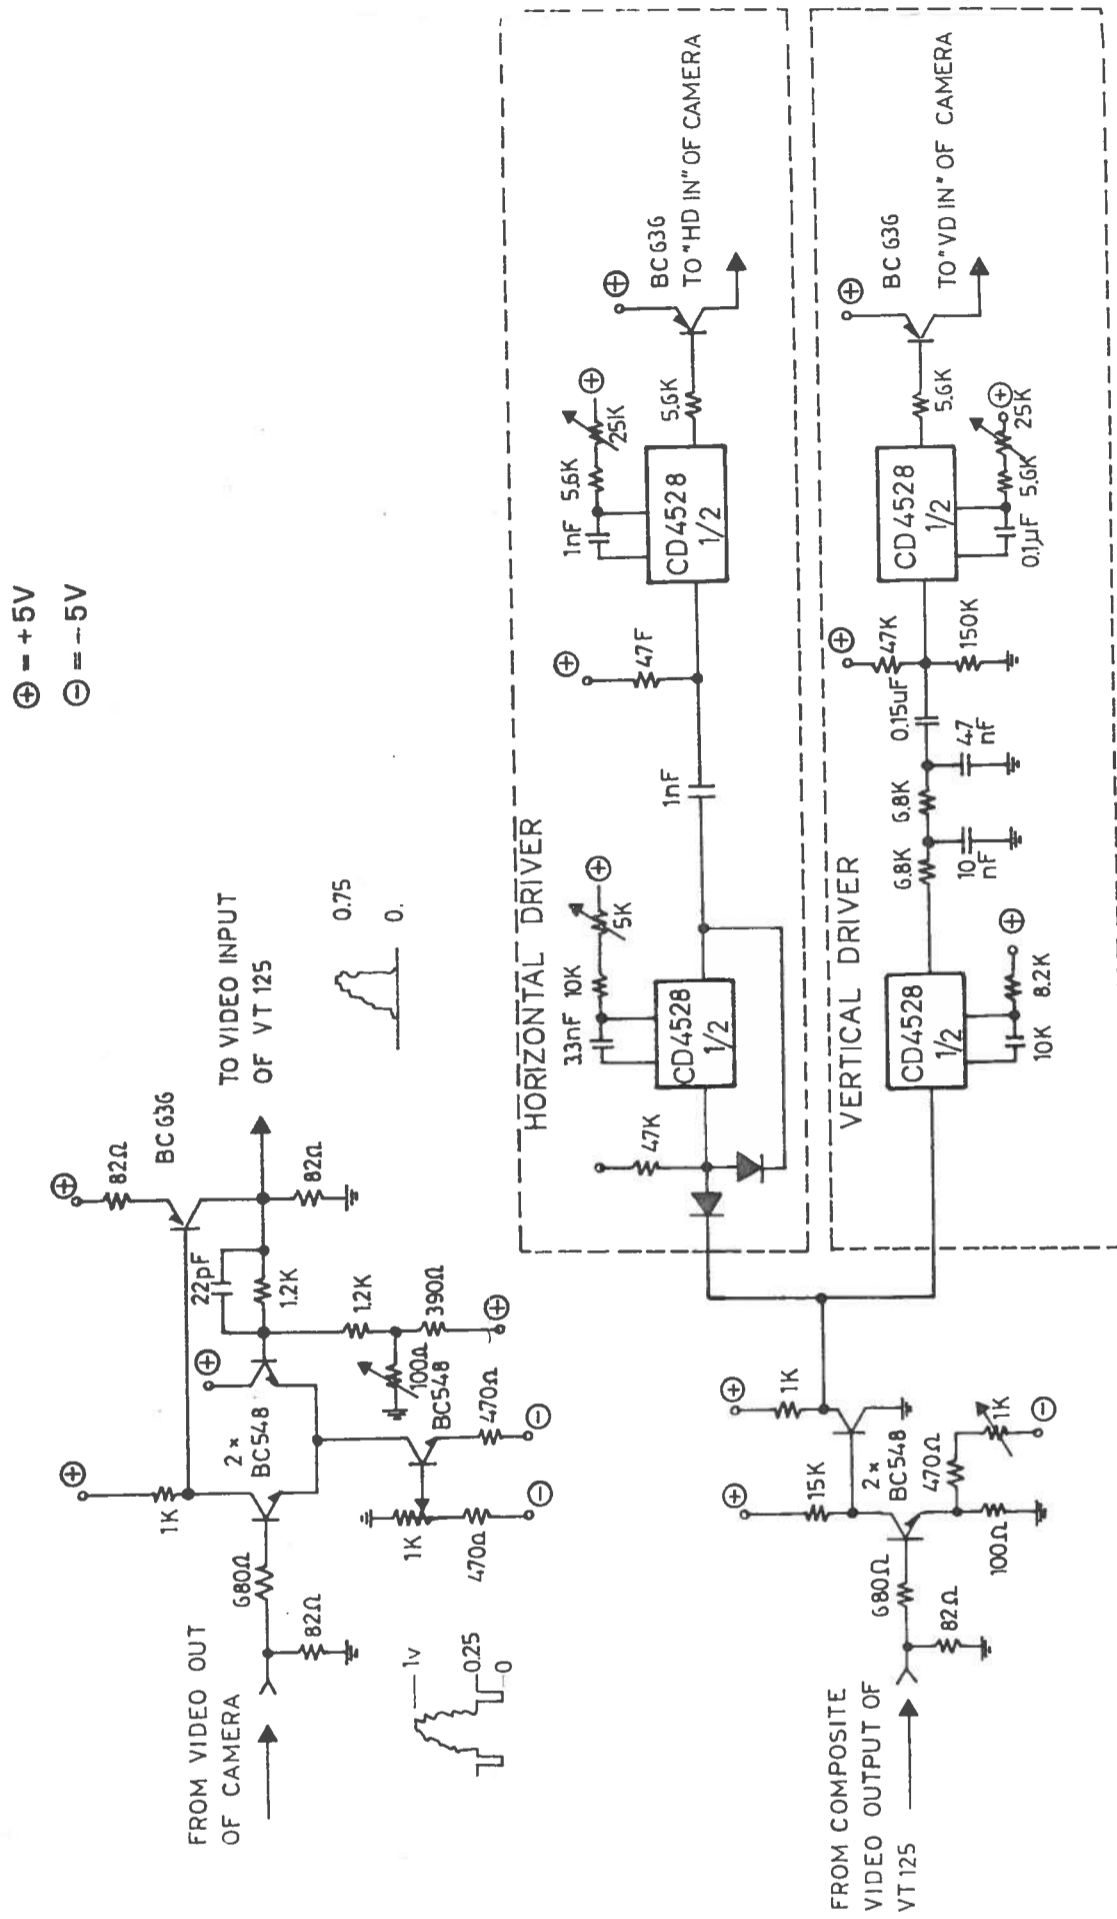 ⊕ = +5V
⊖ = -5V
FROM VIDEO OUT
OF CAMERA
1v
0.25
0
82Ω
680Ω
1K
⊕
2 x
BC548
⊕
1K
470Ω
⊖
BC548
470Ω
⊖
100Ω
1.2K
390Ω
⊕
22pF
1.2K
⊕
82Ω
BC 636
82Ω
TO VIDEO INPUT
OF VT 125
0.75
0.
FROM COMPOSITE
VIDEO OUTPUT OF
VT 125
82Ω
680Ω
15K
⊕
2 x
BC548
100Ω
470Ω
1K
⊖
1K
⊕
HORIZONTAL DRIVER
47K
3.3nF
10K
5K
⊕
CD4528
1/2
1nF
47F
⊕
1nF
5.6K
25K
⊕
CD4528
1/2
5.6K
⊕
BC 636
TO "HD IN" OF CAMERA
VERTICAL DRIVER
CD4528
1/2
10K
8.2K
⊕
6.8K
10
nF
6.8K
4.7
nF
0.15uF
47K
⊕
150K
CD4528
1/2
0.1µF
5.6K
25K
⊕
5.6K
⊕
BC 636
TO "VD IN" OF CAMERA